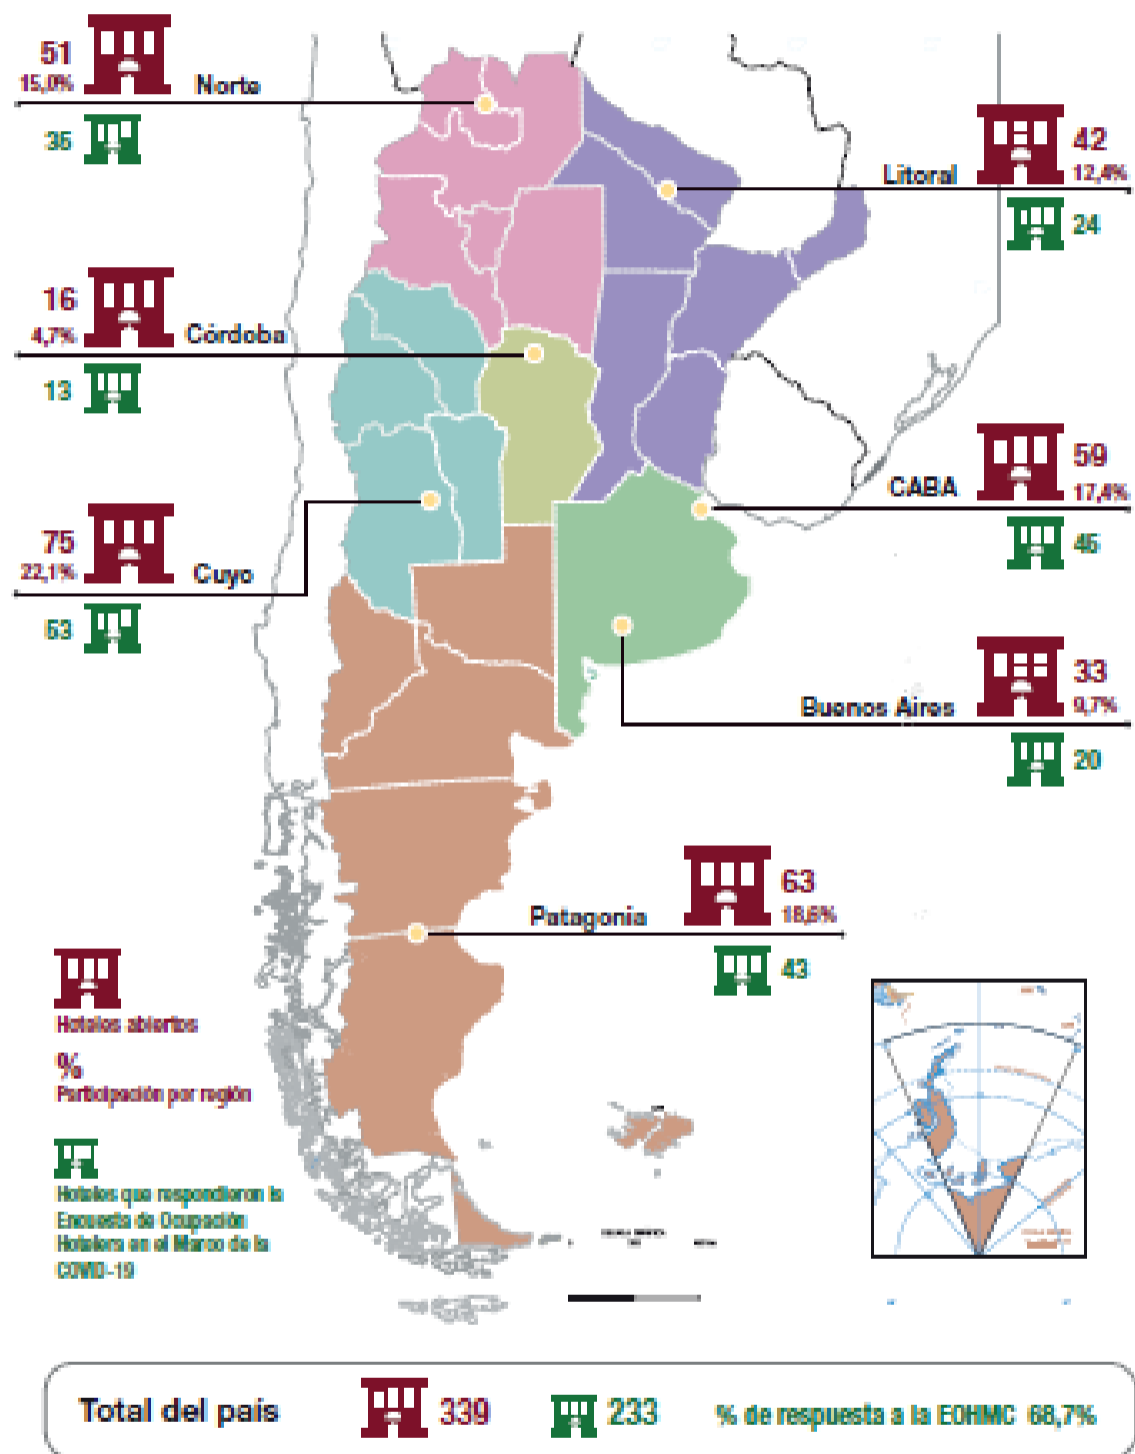 51
15,0%
Norte
35
42
12,4%
Litoral
24
16
4,7%
Córdoba
13
59
17,4%
CABA
45
75
22,1%
Cuyo
53
33
9,7%
Buenos Aires
20
63
18,6%
Patagonia
43
Hoteles abiertos
%
Participación por región
Hoteles que respondieron la
Encuesta de Ocupación
Hotelera en el Marco de la
COVID-19
Total del país 339 233 % de respuesta a la EOHMC 68,7%